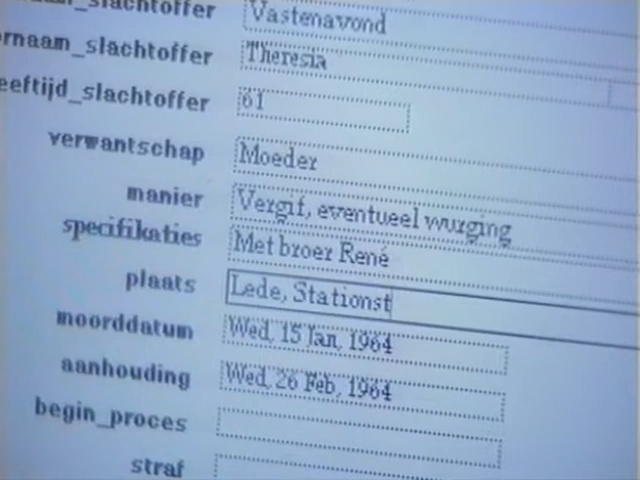 slachtoffer Vastenavond
rnaam_slachtoffer Theresia
eeftijd_slachtoffer 61
verwantschap Moeder
manier Vergif, eventueel wurging
specifikaties Met broer René
plaats Lede, Stationst
moorddatum Wed, 15 Jan, 1964
aanhouding Wed, 26 Feb, 1964
begin_proces
straf